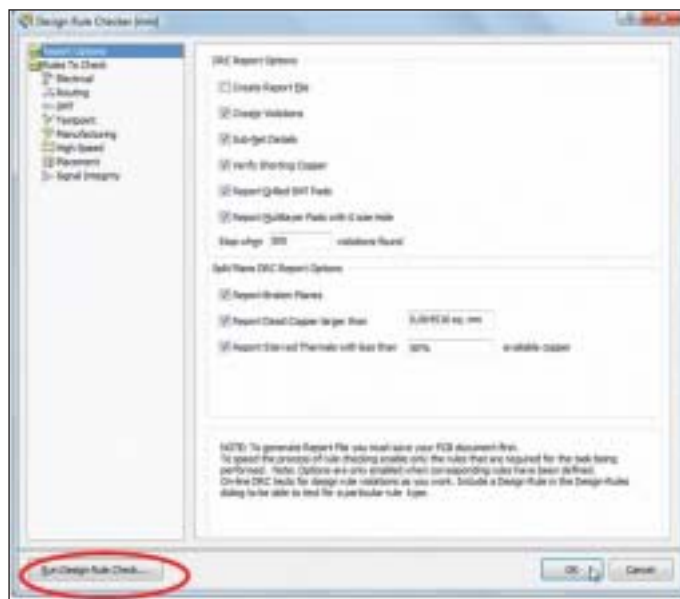 Design Rule Checker [mm]
Report Options
Rules To Check
Electrical
Routing
SMT
Testpoint
Manufacturing
High Speed
Placement
Signal Integrity
DRC Report Options
Create Report File
Create Violations
Sub-Net Details
Verify Shorting Copper
Report Drilled SMT Pads
Report Multilayer Pads with 0 size Hole
Stop when 500 violations found
Split Plane DRC Report Options
Report Broken Planes
Report Dead Copper larger than sq. mm
Report Starved Thermals with less than 50% available copper
NOTE: To generate Report File you must save your PCB document first.
To speed the process of rule checking enable only the rules that are required for the task being
performed. Note: Options are only enabled when corresponding rules have been defined.
On-line DRC tests for design rule violations as you work. Include a Design Rule in the Design-Rules
dialog to be able to test for a particular rule type.
Run Design Rule Check...
OK
Cancel